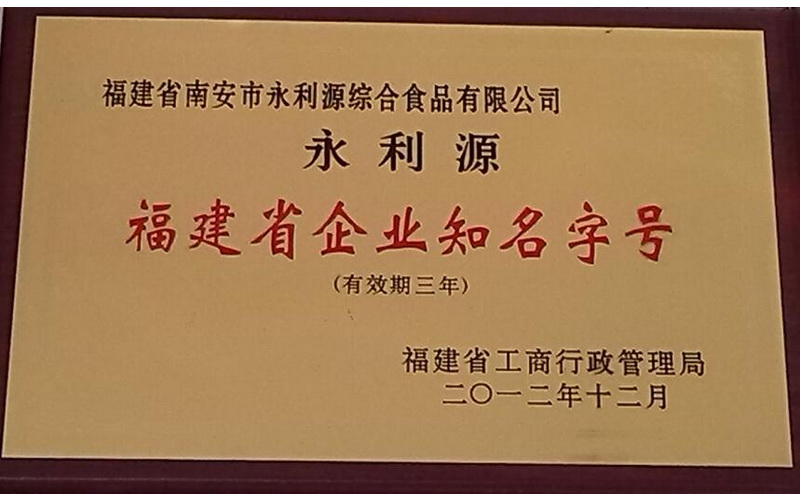 福建省南安市永利源综合食品有限公司
永利源
福建省企业知名字号
(有效期三年)
福建省工商行政管理局
二〇一二年十二月